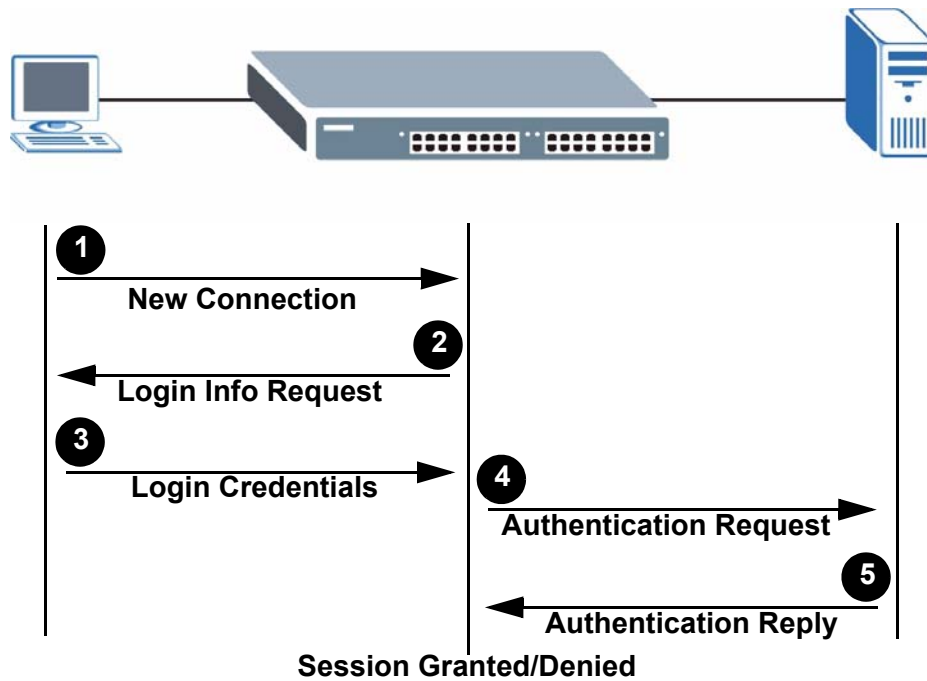 1
New Connection
2
Login Info Request
3
Login Credentials
4
Authentication Request
5
Authentication Reply
Session Granted/Denied